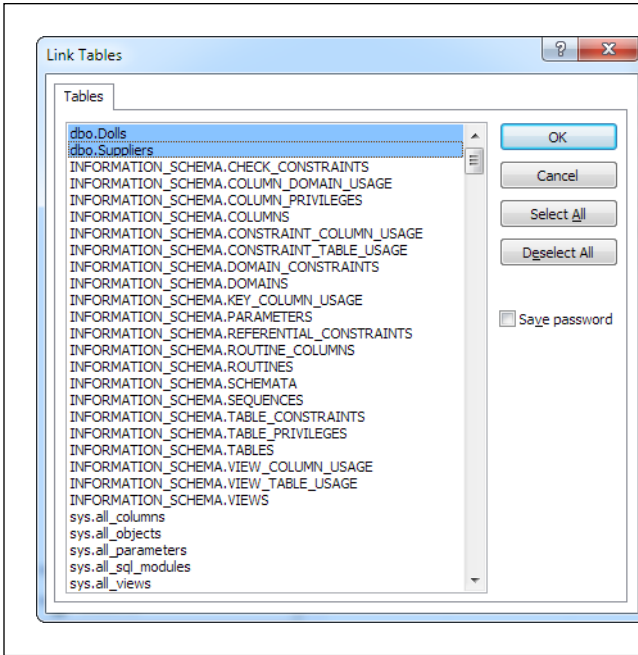 Link Tables
Tables
dbo.Dolls
dbo.Suppliers
INFORMATION_SCHEMA.CHECK_CONSTRAINTS
INFORMATION_SCHEMA.COLUMN_DOMAIN_USAGE
INFORMATION_SCHEMA.COLUMN_PRIVILEGES
INFORMATION_SCHEMA.COLUMNS
INFORMATION_SCHEMA.CONSTRAINT_COLUMN_USAGE
INFORMATION_SCHEMA.CONSTRAINT_TABLE_USAGE
INFORMATION_SCHEMA.DOMAIN_CONSTRAINTS
INFORMATION_SCHEMA.DOMAINS
INFORMATION_SCHEMA.KEY_COLUMN_USAGE
INFORMATION_SCHEMA.PARAMETERS
INFORMATION_SCHEMA.REFERENTIAL_CONSTRAINTS
INFORMATION_SCHEMA.ROUTINE_COLUMNS
INFORMATION_SCHEMA.ROUTINES
INFORMATION_SCHEMA.SCHEMATA
INFORMATION_SCHEMA.SEQUENCES
INFORMATION_SCHEMA.TABLE_CONSTRAINTS
INFORMATION_SCHEMA.TABLE_PRIVILEGES
INFORMATION_SCHEMA.TABLES
INFORMATION_SCHEMA.VIEW_COLUMN_USAGE
INFORMATION_SCHEMA.VIEW_TABLE_USAGE
INFORMATION_SCHEMA.VIEWS
sys.all_columns
sys.all_objects
sys.all_parameters
sys.all_sql_modules
sys.all_views
OK
Cancel
Select All
Deselect All
Save password